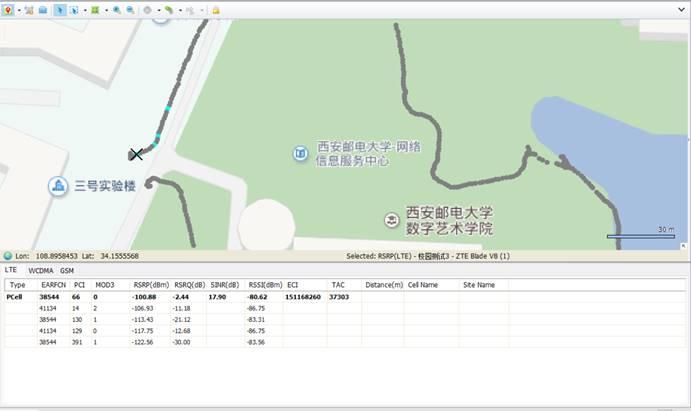 西安邮电大学-网络
信息服务中心
三号实验楼
西安邮电大学
数字艺术学院
30 m
Lon: 108.8958453 Lat: 34.1555568 Selected: RSRP(LTE) - 校园测试3 - ZTE Blade V8 (1)
LTE WCDMA GSM
Type EARFCN PCI MOD3 RSRP(dBm) RSRQ(dB) SINR(dB) RSSI(dBm) ECI TAC Distance(m) Cell Name Site Name
PCell 38544 66 0 -100.88 -2.44 17.90 -80.62 151168260 37303
41134 14 2 -106.93 -11.18 -86.75
38544 130 1 -113.43 -21.12 -83.31
41134 129 0 -117.75 -12.68 -86.75
38544 391 1 -122.56 -30.00 -83.56